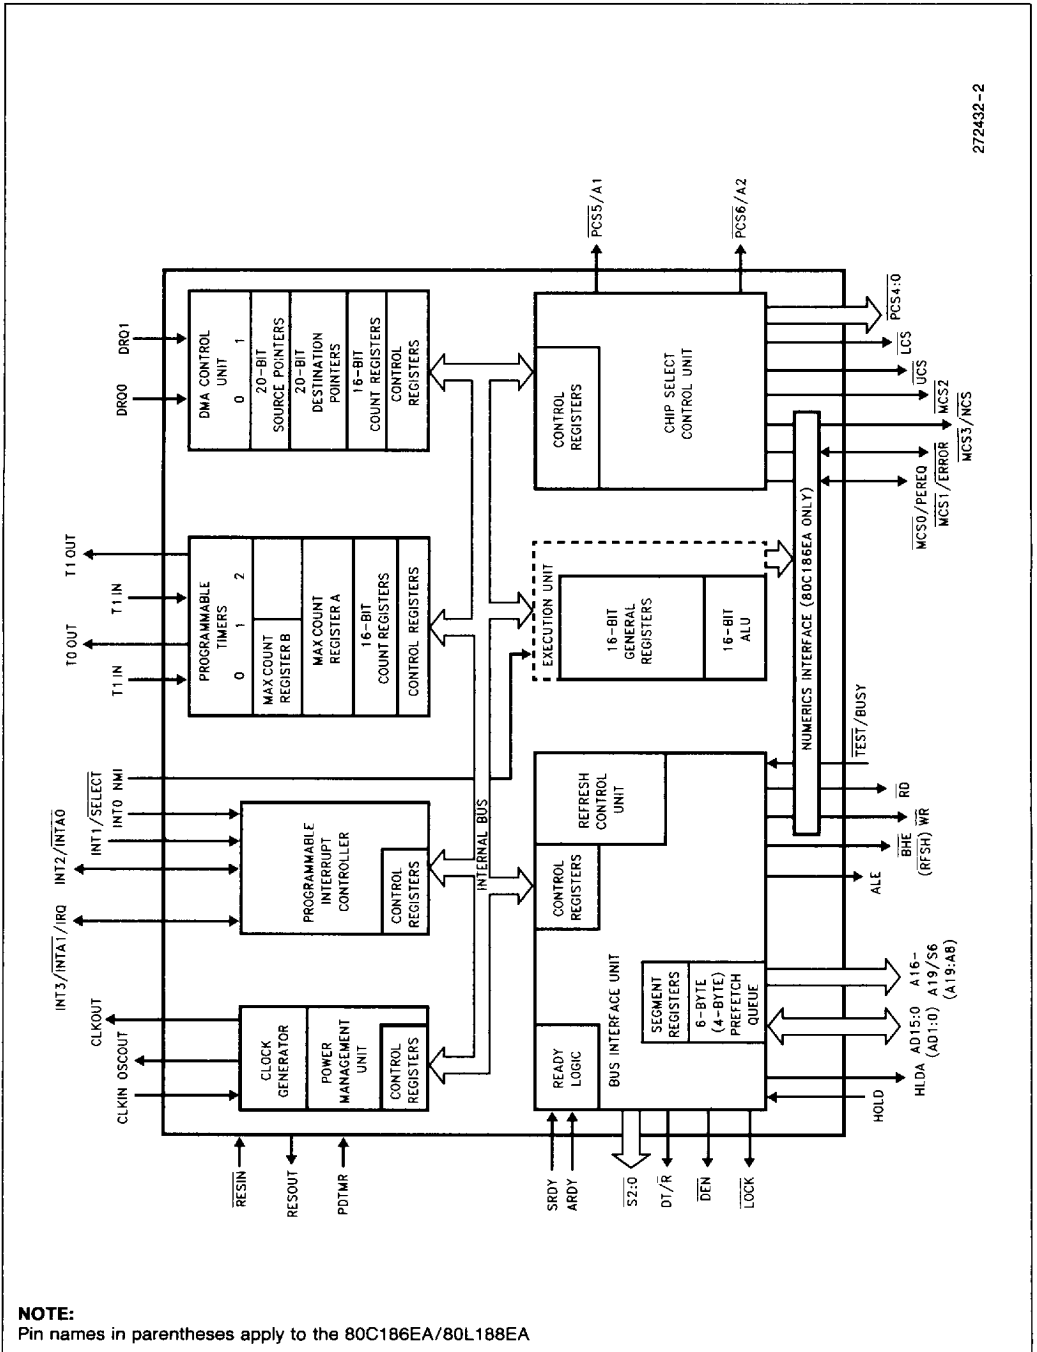 272432-2
CLKIN OSCOUT
CLKOUT
INT3/INTA1/IRQ
INT2/INTA0
INT1/SELECT
INT0 NMI
T1IN
T0OUT
T1IN
T1OUT
DRQ0
DRQ1
CLOCK
GENERATOR
POWER
MANAGEMENT
UNIT
CONTROL
REGISTERS
PROGRAMMABLE
INTERRUPT
CONTROLLER
CONTROL
REGISTERS
PROGRAMMABLE
TIMERS
0 1 2
MAX COUNT
REGISTER B
MAX COUNT
REGISTER A
16-BIT
COUNT REGISTERS
CONTROL REGISTERS
DMA CONTROL
UNIT
0 1
20-BIT
SOURCE POINTERS
20-BIT
DESTINATION
POINTERS
16-BIT
COUNT REGISTERS
CONTROL
REGISTERS
INTERNAL BUS
RESIN
RESOUT
PDTMR
SRDY
ARDY
S2:0
DT/R
DEN
LOCK
READY
LOGIC
BUS INTERFACE UNIT
CONTROL
REGISTERS
REFRESH
CONTROL
UNIT
SEGMENT
REGISTERS
6-BYTE
(4-BYTE)
PREFETCH
QUEUE
EXECUTION UNIT
16-BIT
GENERAL
REGISTERS
16-BIT
ALU
CONTROL
REGISTERS
CHIP SELECT
CONTROL UNIT
PCS5/A1
PCS6/A2
NUMERICS INTERFACE (80C186EA ONLY)
HOLD
HLDA
AD15:0
(AD1:0)
A16-
A19/S6
(A19:A8)
ALE
BHE
(RFSH)
WR
RD
TEST/BUSY
MCS0/PEREQ
MCS1/ERROR
MCS3/NCS
MCS2
UCS
LCS
PCS4:0
NOTE:
Pin names in parentheses apply to the 80C186EA/80L188EA